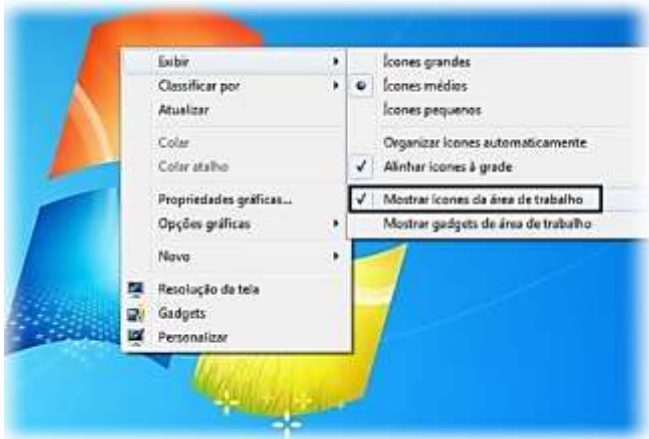 Exibir
Classificar por
Atualizar
Colar
Colar atalho
Propriedades gráficas...
Opções gráficas
Novo
Resolução da tela
Gadgets
Personalizar
Ícones grandes
Ícones médios
Ícones pequenos
Organizar ícones automaticamente
Alinhar ícones à grade
Mostrar ícones da área de trabalho
Mostrar gadgets de área de trabalho